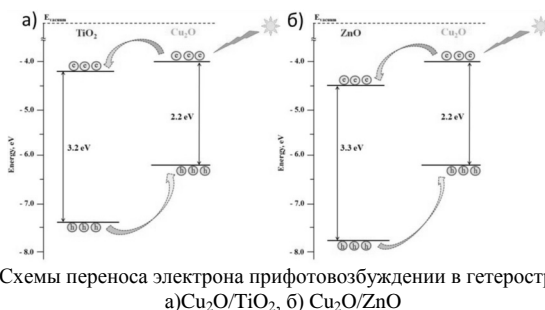 а)
E vacuum
TiO₂
Cu₂O
Energy, eV
- 4.0
- 5.0
- 6.0
- 7.0
- 8.0
e e e
e e e
3.2 eV
2.2 eV
h h h
h h h
б)
E vacuum
ZnO
Cu₂O
Energy, eV
- 4.0
- 5.0
- 6.0
- 7.0
- 8.0
e e e
e e e
3.3 eV
2.2 eV
h h h
h h h
Схемы переноса электрона прифотовозбуждении в гетерост
а)Cu₂O/TiO₂, б) Cu₂O/ZnO